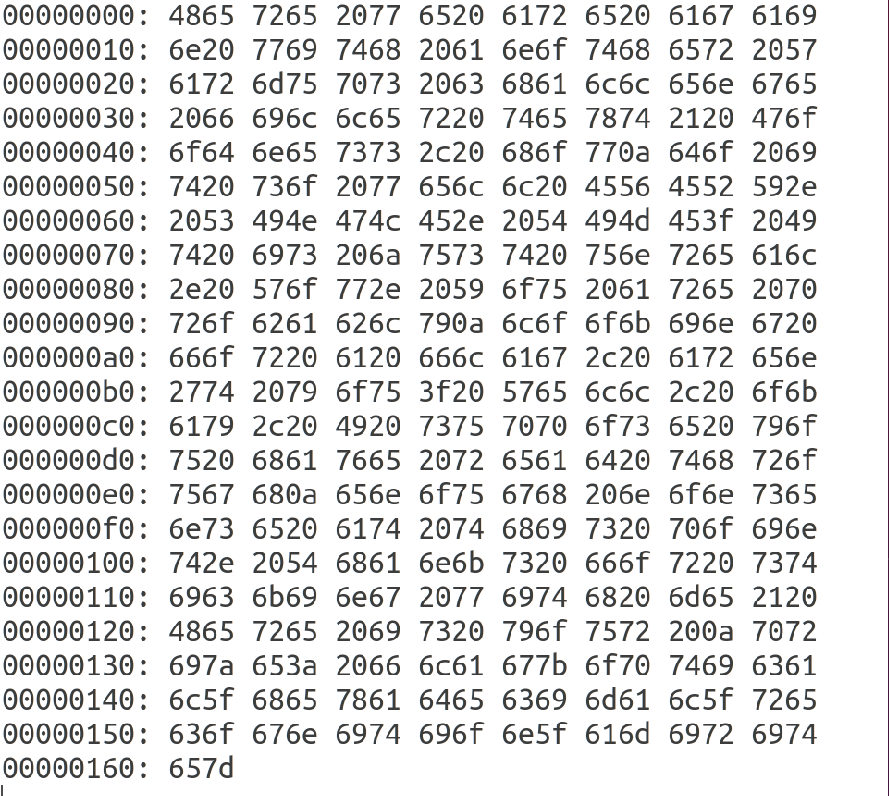 00000000: 4865 7265 2077 6520 6172 6520 6167 6169
00000010: 6e20 7769 7468 2061 6e6f 7468 6572 2057
00000020: 6172 6d75 7073 2063 6861 6c6c 656e 6765
00000030: 2066 696c 6c65 7220 7465 7874 2120 476f
00000040: 6f64 6e65 7373 2c20 686f 770a 646f 2069
00000050: 7420 736f 2077 656c 6c20 4556 4552 592e
00000060: 2053 494e 474c 452e 2054 494d 453f 2049
00000070: 7420 6973 206a 7573 7420 756e 7265 616c
00000080: 2e20 576f 772e 2059 6f75 2061 7265 2070
00000090: 726f 6261 626c 790a 6c6f 6f6b 696e 6720
000000a0: 666f 7220 6120 666c 6167 2c20 6172 656e
000000b0: 2774 2079 6f75 3f20 5765 6c6c 2c20 6f6b
000000c0: 6179 2c20 4920 7375 7070 6f73 6520 796f
000000d0: 7520 6861 7665 2072 6561 6420 7468 726f
000000e0: 7567 680a 656e 6f75 6768 206e 6f6e 7365
000000f0: 6e73 6520 6174 2074 6869 7320 706f 696e
00000100: 742e 2054 6861 6e6b 7320 666f 7220 7374
00000110: 6963 6b69 6e67 2077 6974 6820 6d65 2120
00000120: 4865 7265 2069 7320 796f 7572 200a 7072
00000130: 697a 653a 2066 6c61 677b 6f70 7469 6361
00000140: 6c5f 6865 7861 6465 6369 6d61 6c5f 7265
00000150: 636f 676e 6974 696f 6e5f 616d 6972 6974
00000160: 657d